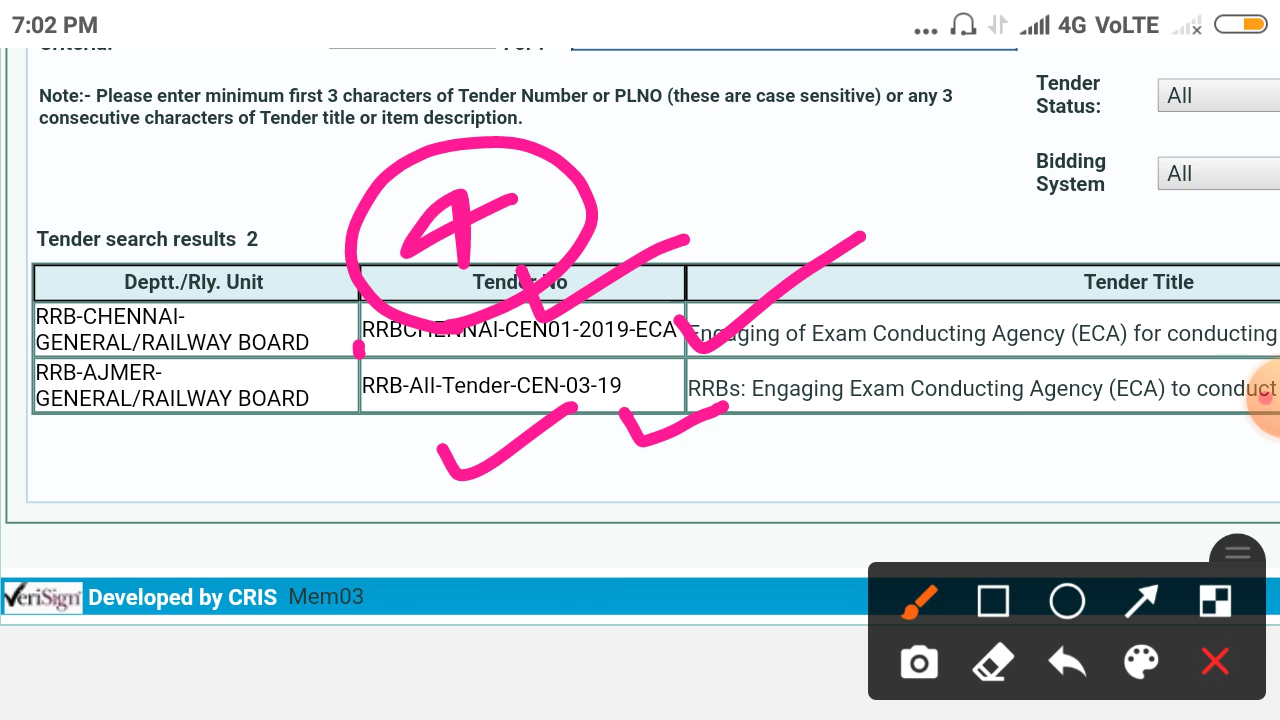 7:02 PM
4G VoLTE
Note:- Please enter minimum first 3 characters of Tender Number or PLNO (these are case sensitive) or any 3
consecutive characters of Tender title or item description.
Tender
Status:
All
Bidding
System
All
4
Tender search results 2
Deptt./Rly. Unit Tender No Tender Title
RRB-CHENNAI-
GENERAL/RAILWAY BOARD
RRBCHENNAI-CEN01-2019-ECA
Engaging of Exam Conducting Agency (ECA) for conducting
RRB-AJMER-
GENERAL/RAILWAY BOARD
RRB-All-Tender-CEN-03-19
RRBs: Engaging Exam Conducting Agency (ECA) to conduct
VeriSign Developed by CRIS Mem03